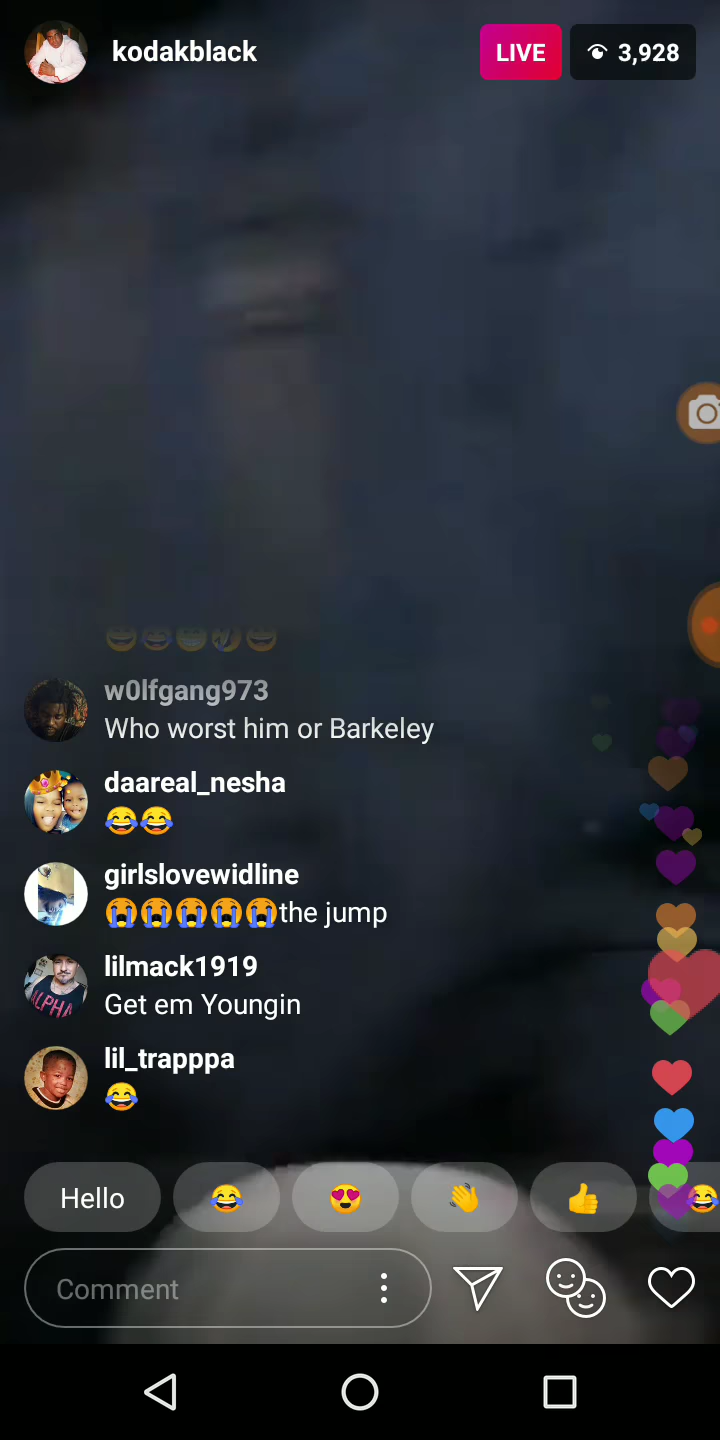 kodakblack
LIVE
3,928
😅😂😁🤣😅
w0lfgang973
Who worst him or Barkeley
daareal_nesha
😂😂
girlslovewidline
😭😭😭😭😭the jump
lilmack1919
Get em Youngin
ALPHA
lil_trapppa
😂
Hello 😂 😍 👋 👍 😂
Comment